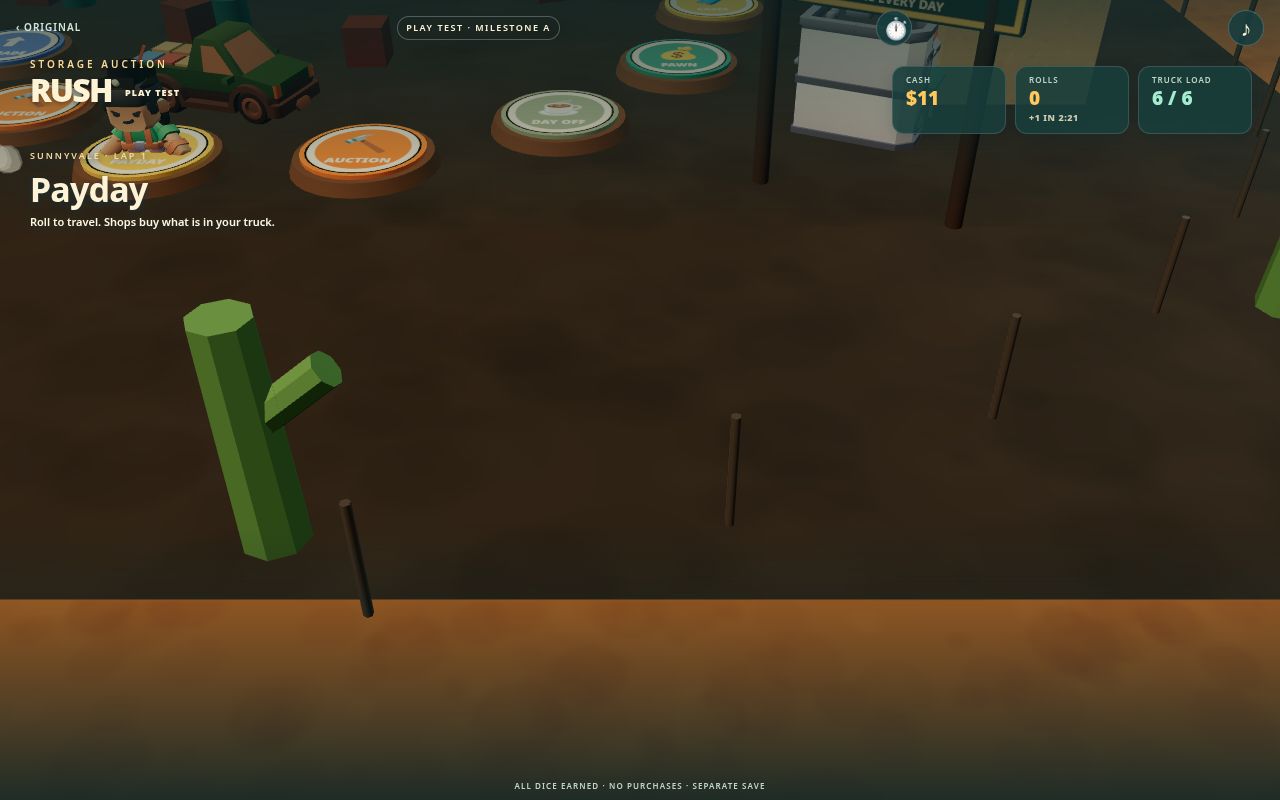 ‹ ORIGINAL
PLAY TEST · MILESTONE A
EVERY DAY
STORAGE AUCTION
RUSH PLAY TEST
CASH
$11
ROLLS
0
+1 IN 2:21
TRUCK LOAD
6 / 6
PAWN
DAY OFF
AUCTION
PAYDAY
SUNNYVALE · LAP 1
Payday
Roll to travel. Shops buy what is in your truck.
ALL DICE EARNED · NO PURCHASES · SEPARATE SAVE